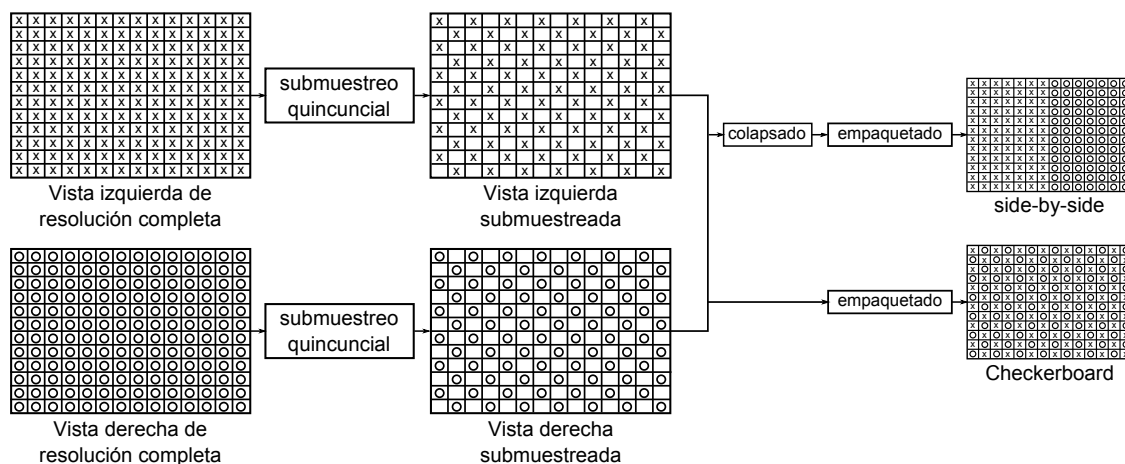 submuestreo
quincuncial
Vista izquierda de
resolución completa
Vista izquierda
submuestreada
colapsado
empaquetado
side-by-side
submuestreo
quincuncial
Vista derecha de
resolución completa
Vista derecha
submuestreada
empaquetado
Checkerboard